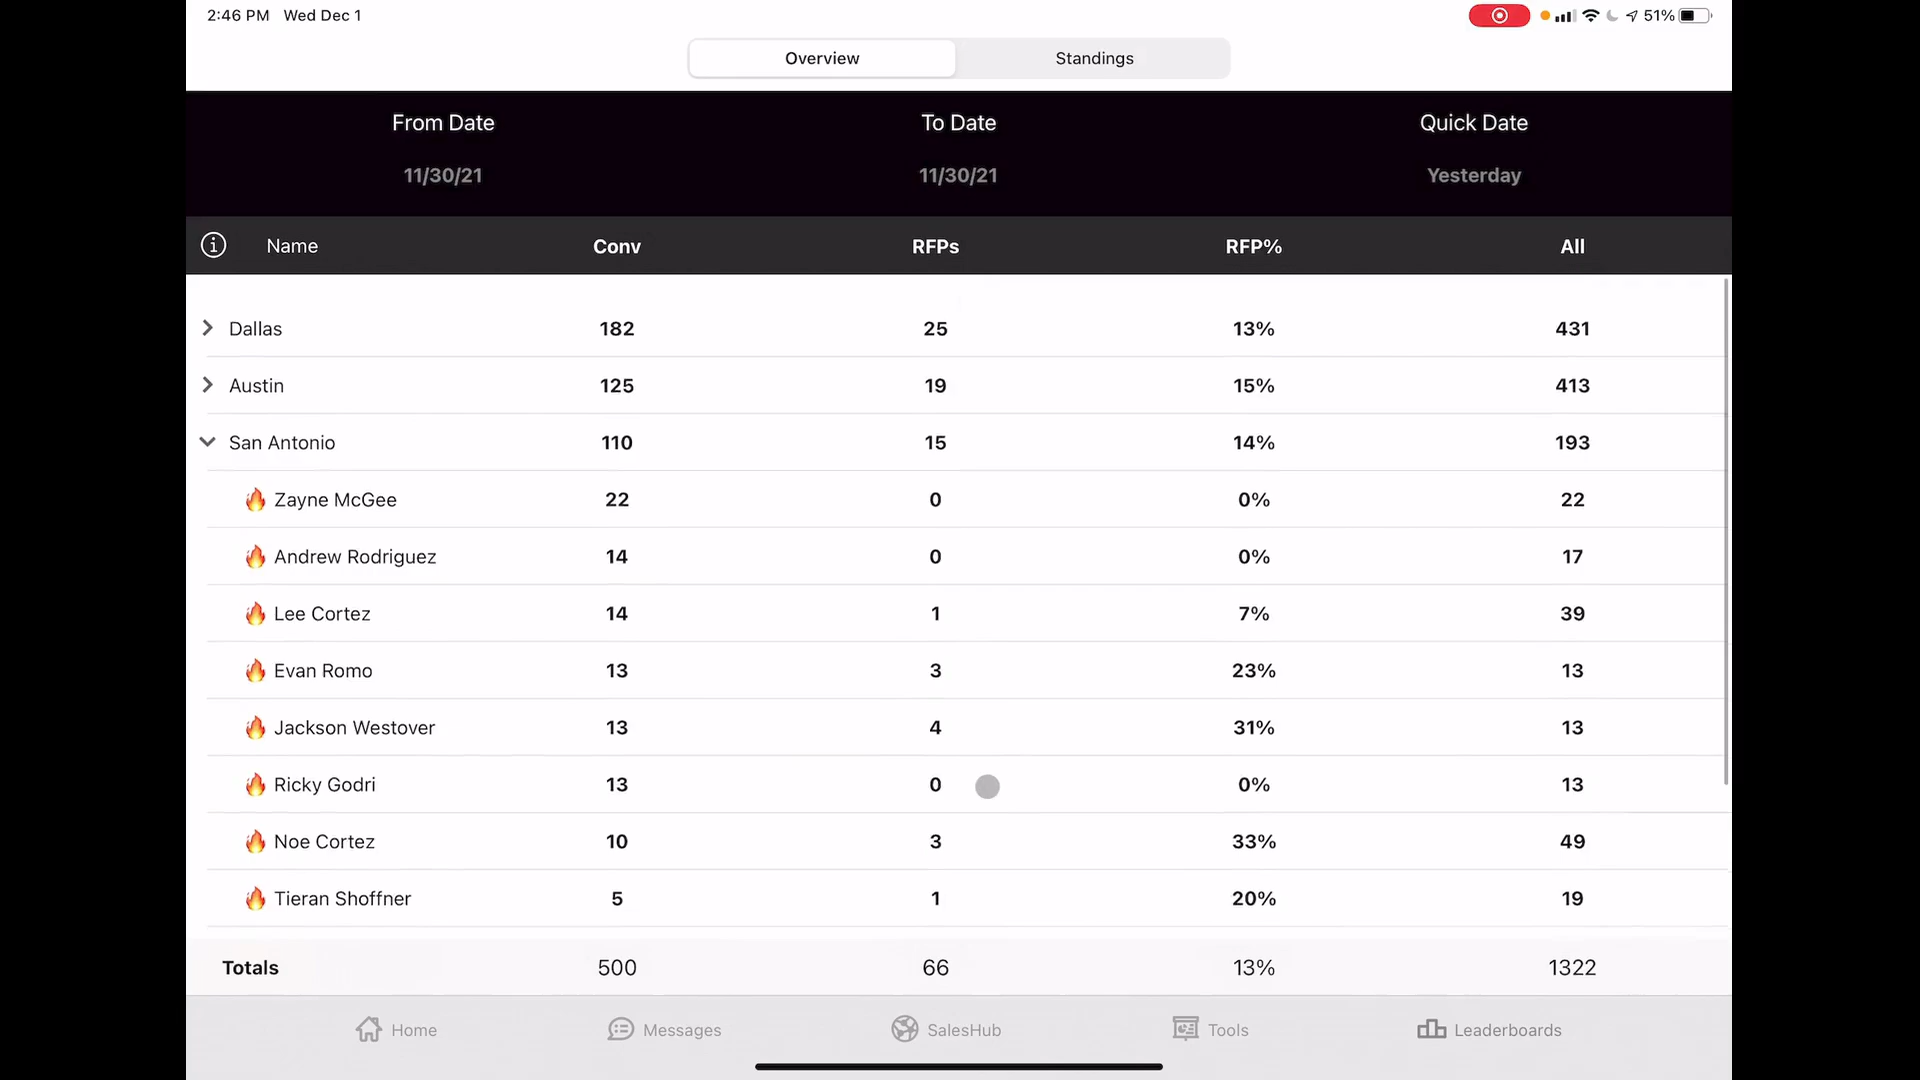 2:46 PM Wed Dec 1 51%
Overview Standings
From Date To Date Quick Date
11/30/21 11/30/21 Yesterday
Name Conv RFPs RFP% All
Dallas 182 25 13% 431
Austin 125 19 15% 413
San Antonio 110 15 14% 193
Zayne McGee 22 0 0% 22
Andrew Rodriguez 14 0 0% 17
Lee Cortez 14 1 7% 39
Evan Romo 13 3 23% 13
Jackson Westover 13 4 31% 13
Ricky Godri 13 0 0% 13
Noe Cortez 10 3 33% 49
Tieran Shoffner 5 1 20% 19
Totals 500 66 13% 1322
Home Messages SalesHub Tools Leaderboards